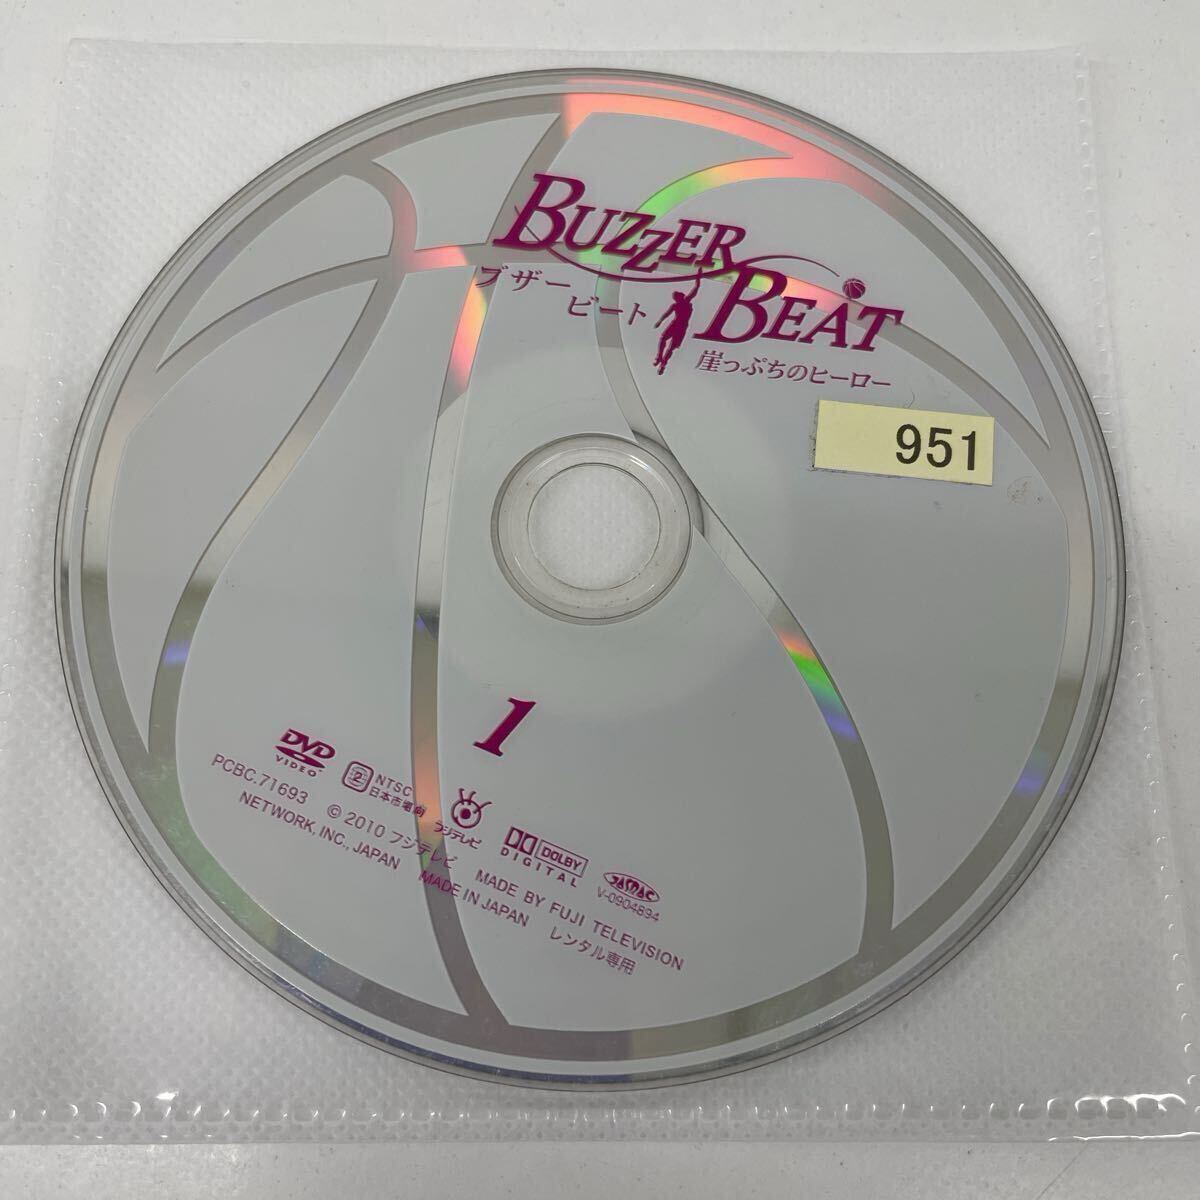 BUZZER
BEAT
ブザー
ビート
崖っぷちのヒーロー
951
1
DVD
VIDEO
2
NTSC
日本市場向
フジテレビ
DOLBY
DIGITAL
JASRAC
V-0904894
PCBC.71693 © 2010 フジテレビ MADE BY FUJI TELEVISION
NETWORK, INC., JAPAN MADE IN JAPAN レンタル専用